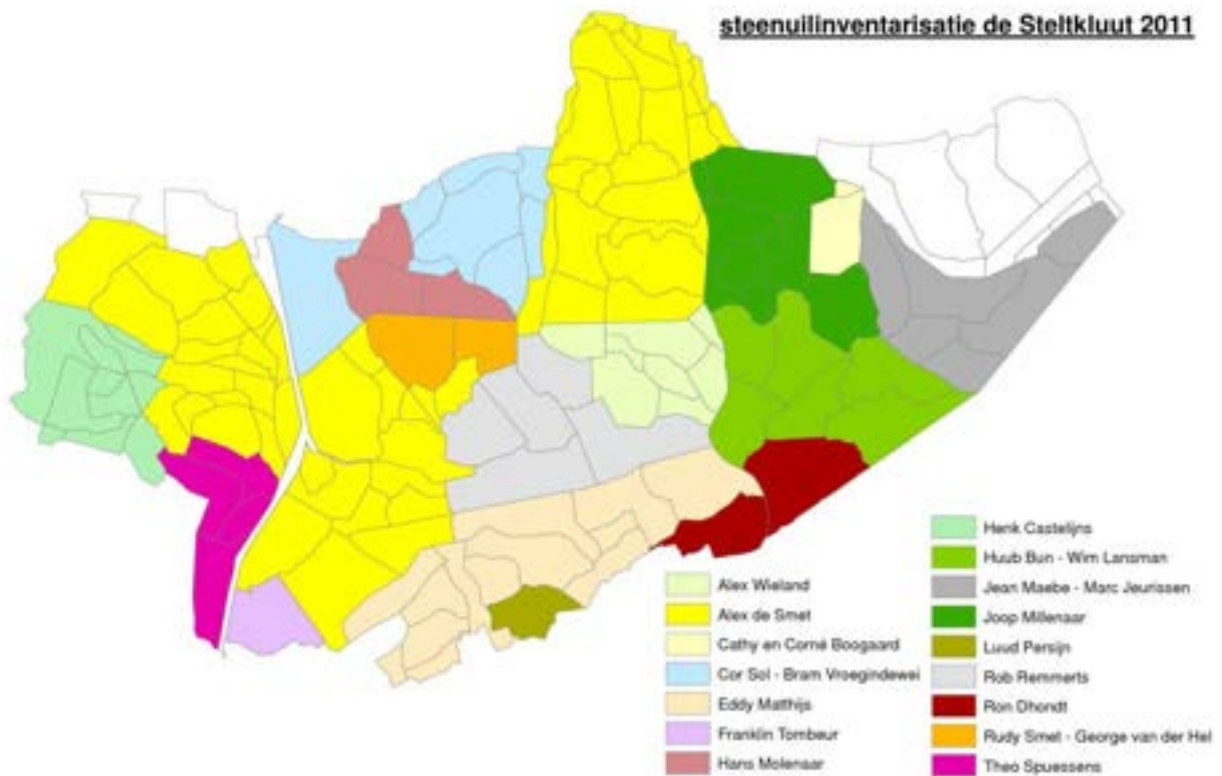 steenuilinventarisatie de Steltkluut 2011
Alex Wieland
Alex de Smet
Cathy en Corné Boogaard
Cor Sol - Bram Vroegindewei
Eddy Matthijs
Franklin Tombeur
Hans Molenaar
Henk Castelijns
Huub Bun - Wim Lansman
Jean Maebe - Marc Jeurissen
Joop Millenaar
Luud Persijn
Rob Remmerts
Ron Dhondt
Rudy Smet - George van der Hel
Theo Spuessens